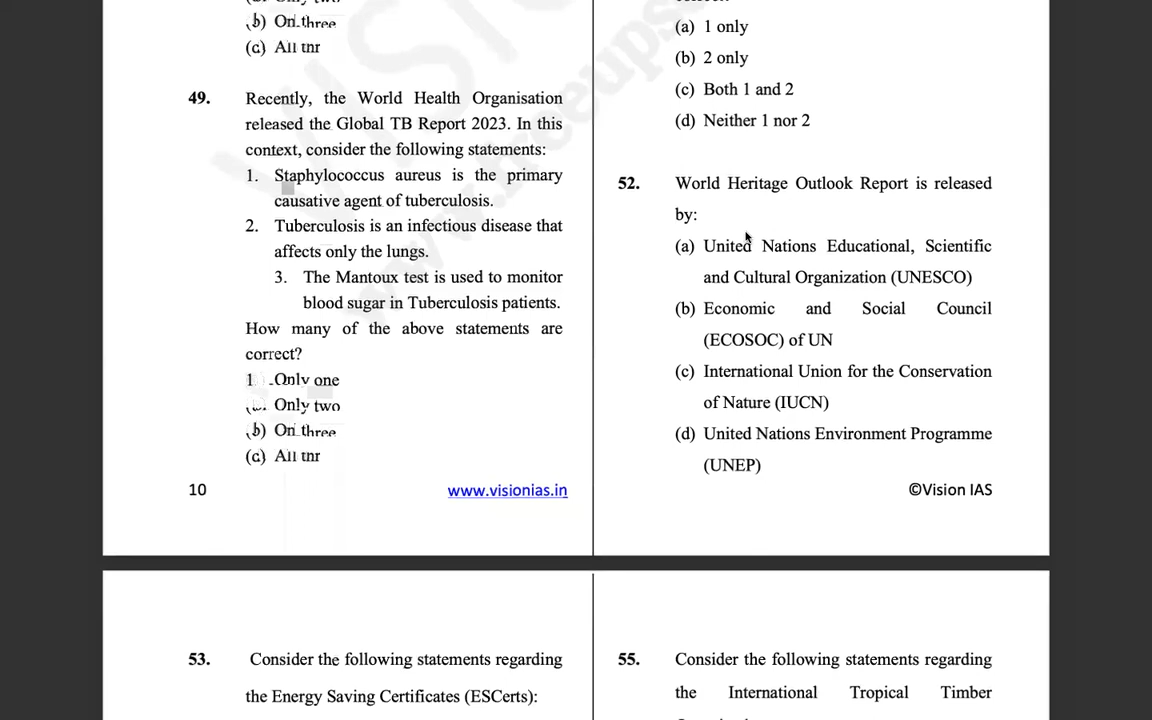 (b) On three
(c) All
49. Recently, the World Health Organisation
released the Global TB Report 2023. In this
context, consider the following statements:
1. Staphylococcus aureus is the primary
causative agent of tuberculosis.
2. Tuberculosis is an infectious disease that
affects only the lungs.
3. The Mantoux test is used to monitor
blood sugar in Tuberculosis patients.
How many of the above statements are
correct?
1 Only one
Only two
b) On three
(c) All
10 www.visionias.in
(a) 1 only
(b) 2 only
(c) Both 1 and 2
(d) Neither 1 nor 2
52. World Heritage Outlook Report is released
by:
(a) United Nations Educational, Scientific
and Cultural Organization (UNESCO)
(b) Economic and Social Council
(ECOSOC) of UN
(c) International Union for the Conservation
of Nature (IUCN)
(d) United Nations Environment Programme
(UNEP)
©Vision IAS
53. Consider the following statements regarding
the Energy Saving Certificates (ESCerts):
55. Consider the following statements regarding
the International Tropical Timber